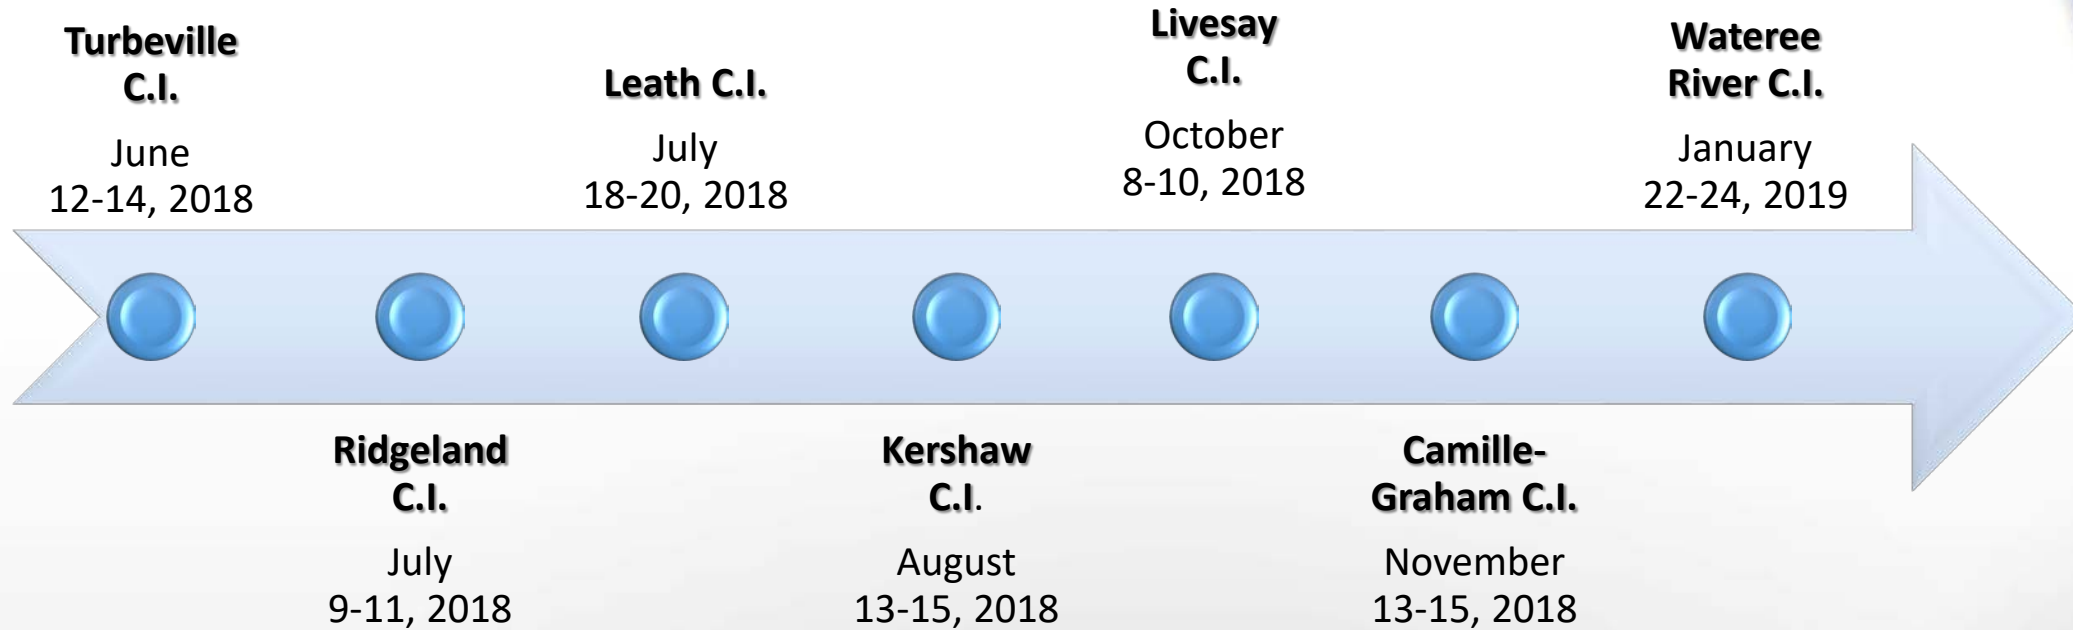 Turbeville
C.I.
June
12-14, 2018
Ridgeland
C.I.
July
9-11, 2018
Leath C.I.
July
18-20, 2018
Kershaw
C.I.
August
13-15, 2018
Livesay
C.I.
October
8-10, 2018
Camille-
Graham C.I.
November
13-15, 2018
Wateree
River C.I.
January
22-24, 2019